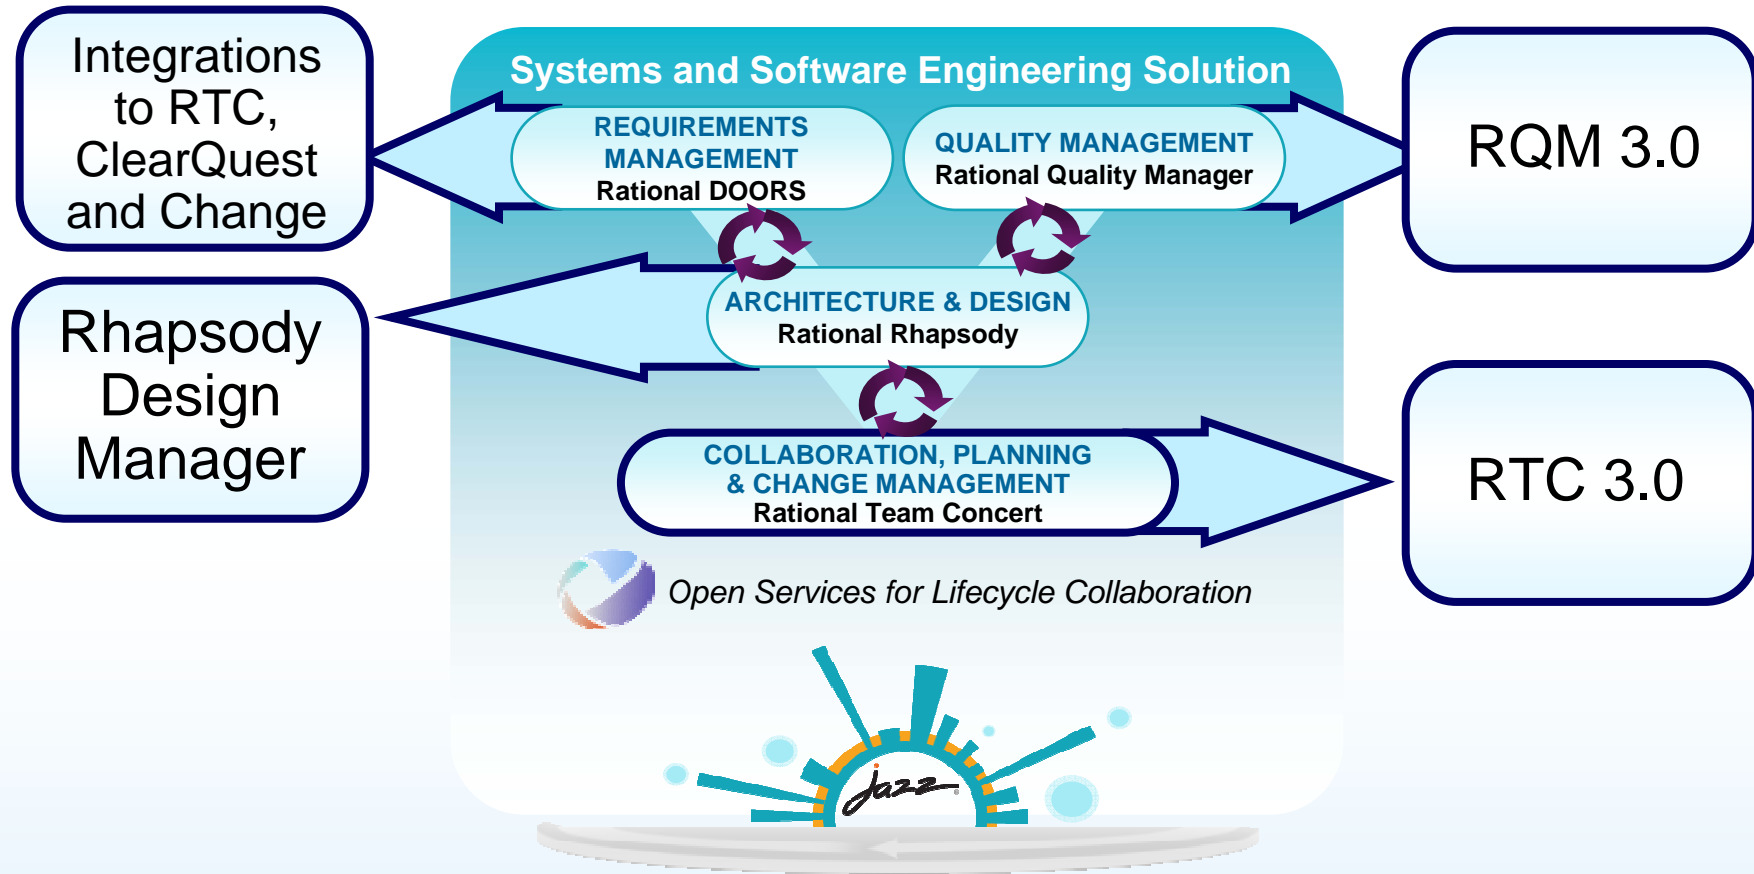 Integrations
to RTC,
ClearQuest
and Change
Rhapsody
Design
Manager
Systems and Software Engineering Solution
REQUIREMENTS
MANAGEMENT
Rational DOORS
QUALITY MANAGEMENT
Rational Quality Manager
ARCHITECTURE & DESIGN
Rational Rhapsody
COLLABORATION, PLANNING
& CHANGE MANAGEMENT
Rational Team Concert
Open Services for Lifecycle Collaboration
jazz
RQM 3.0
RTC 3.0